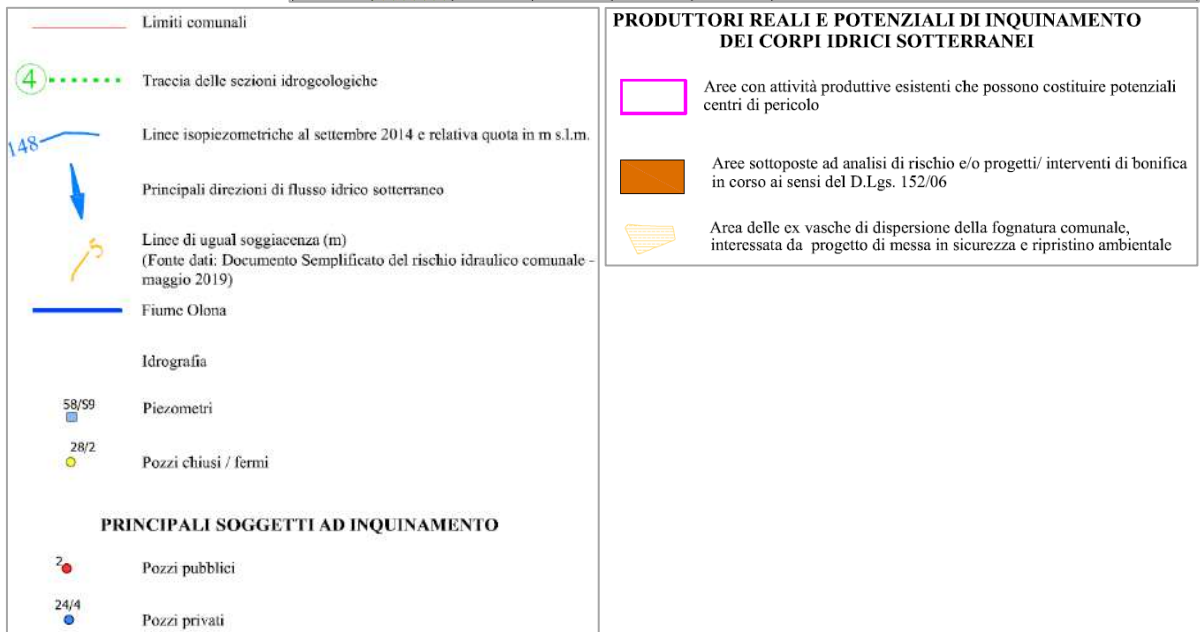 Limiti comunali
4
Traccia delle sezioni idrogeologiche
148
Linee isopiezometriche al settembre 2014 e relativa quota in m s.l.m.
Principali direzioni di flusso idrico sotterraneo
5
Linee di ugual soggiacenza (m)
(Fonte dati: Documento Semplificato del rischio idraulico comunale -
maggio 2019)
Fiume Olona
Idrografia
58/S9
Piezometri
28/2
Pozzi chiusi / fermi
PRINCIPALI SOGGETTI AD INQUINAMENTO
2
Pozzi pubblici
24/4
Pozzi privati
PRODUTTORI REALI E POTENZIALI DI INQUINAMENTO
DEI CORPI IDRICI SOTTERRANEI
Aree con attività produttive esistenti che possono costituire potenziali
centri di pericolo
Aree sottoposte ad analisi di rischio e/o progetti/ interventi di bonifica
in corso ai sensi del D.Lgs. 152/06
Area delle ex vasche di dispersione della fognatura comunale,
interessata da progetto di messa in sicurezza e ripristino ambientale